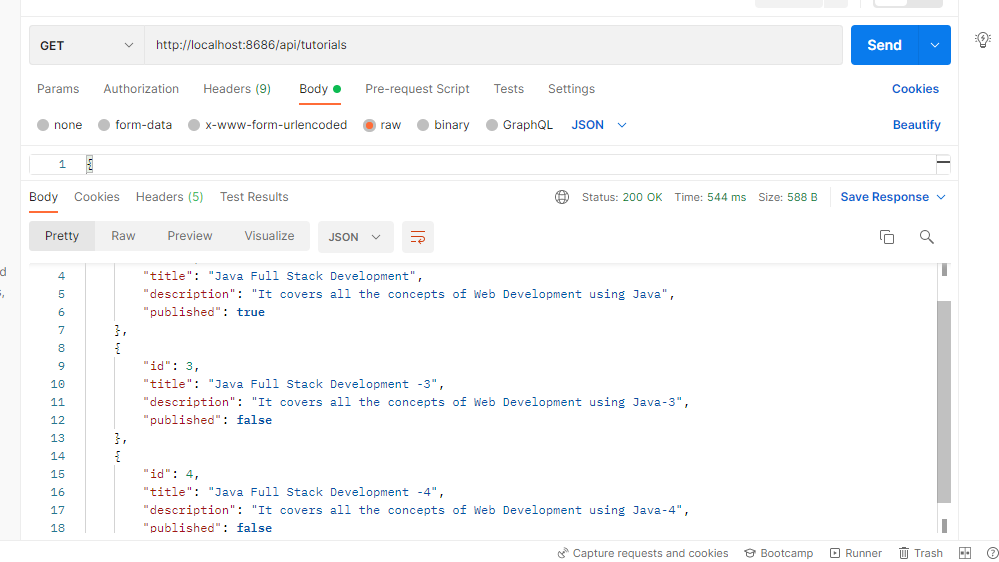 GET http://localhost:8686/api/tutorials Send
Params Authorization Headers (9) Body Pre-request Script Tests Settings Cookies
none form-data x-www-form-urlencoded raw binary GraphQL JSON Beautify
1 {
Body Cookies Headers (5) Test Results Status: 200 OK Time: 544 ms Size: 588 B Save Response
Pretty Raw Preview Visualize JSON
d
s,
4 "title": "Java Full Stack Development",
5 "description": "It covers all the concepts of Web Development using Java",
6 "published": true
7 },
8 {
9 "id": 3,
10 "title": "Java Full Stack Development -3",
11 "description": "It covers all the concepts of Web Development using Java-3",
12 "published": false
13 },
14 {
15 "id": 4,
16 "title": "Java Full Stack Development -4",
17 "description": "It covers all the concepts of Web Development using Java-4",
18 "published": false
Capture requests and cookies Bootcamp Runner Trash